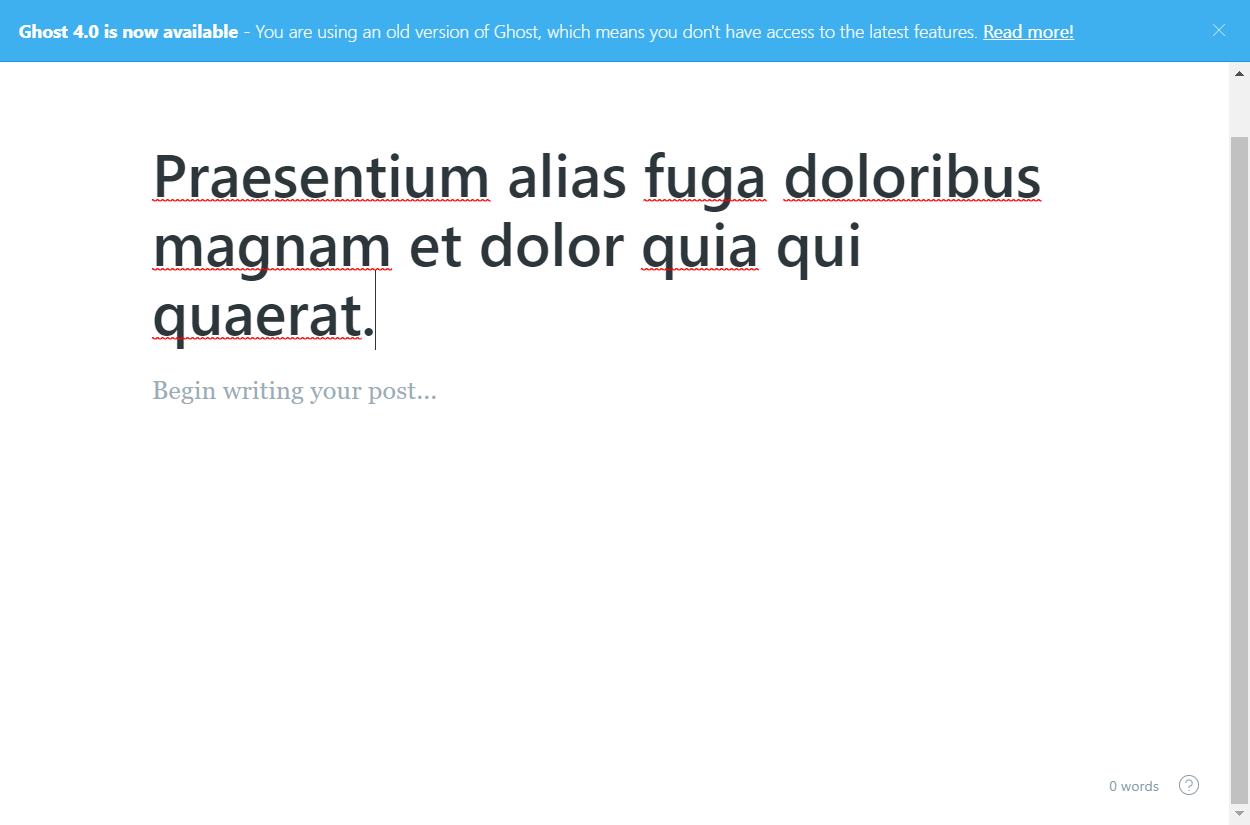 Ghost 4.0 is now available - You are using an old version of Ghost, which means you don't have access to the latest features. Read more!
Praesentium alias fuga doloribus
magnam et dolor quia qui
quaerat.
Begin writing your post...
0 words
?